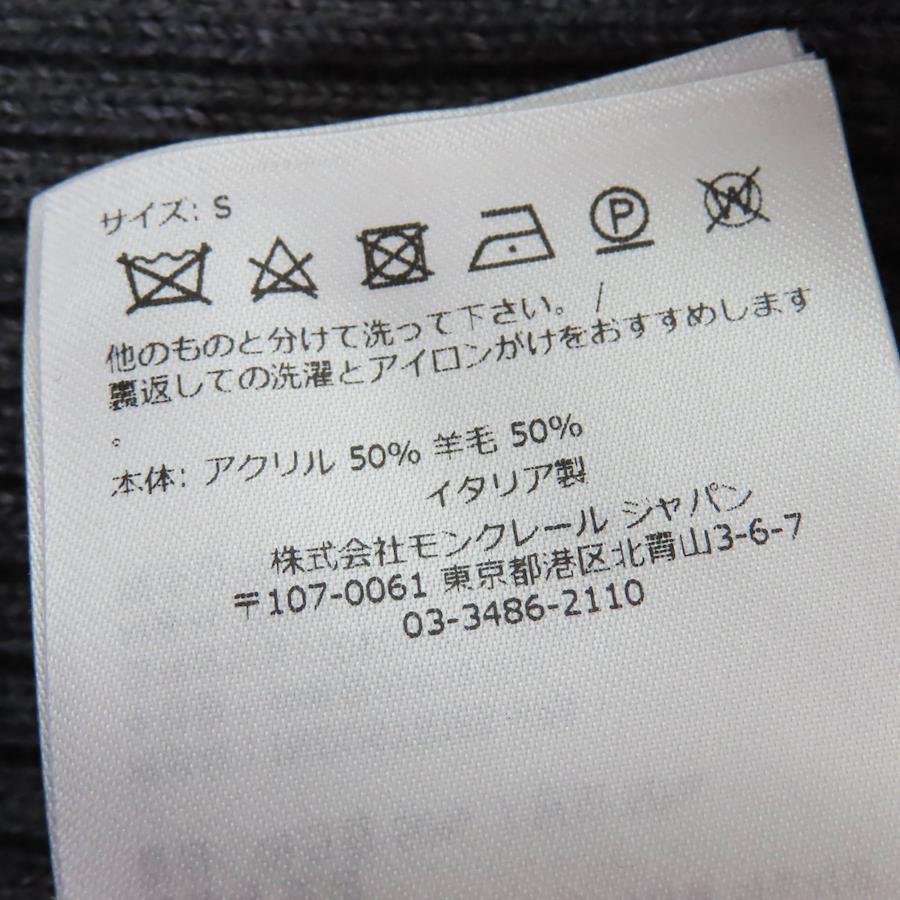 サイズ: S
P W
他のものと分けて洗って下さい。 /
裏返しての洗濯とアイロンがけをおすすめします
。
本体: アクリル 50% 羊毛 50%
イタリア製
株式会社モンクレール ジャパン
〒107-0061 東京都港区北青山3-6-7
03-3486-2110